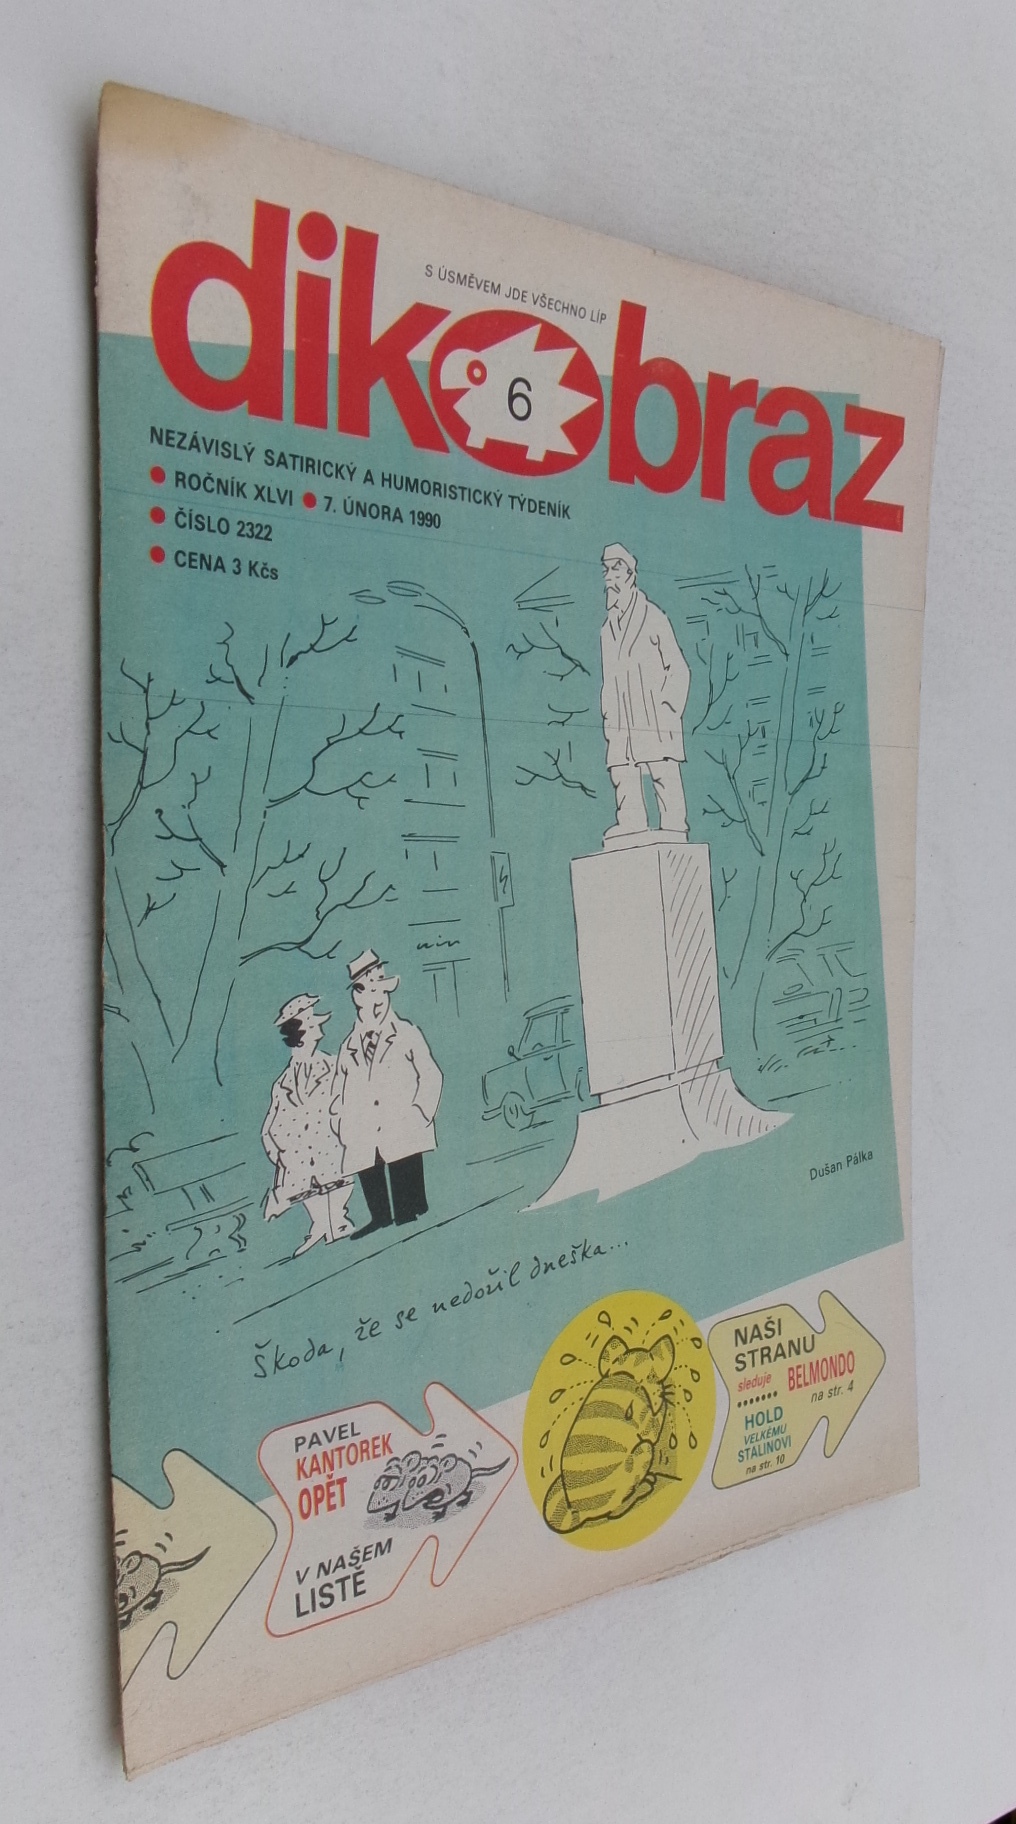 S ÚSMĚVEM JDE VŠECHNO LÍP
dikobraz
6
NEZÁVISLÝ SATIRICKÝ A HUMORISTICKÝ TÝDENÍK
● ROČNÍK XLVI ● 7. ÚNORA 1990
● ČÍSLO 2322
● CENA 3 Kčs
Dušan Pálka
Škoda, že se nedožil dneška...
PAVEL
KANTOREK
OPĚT
V NAŠEM
LISTĚ
NAŠI
STRANU
sleduje BELMONDO
na str. 4
HOLD
VELKÉMU
STALINOVI
na str. 10